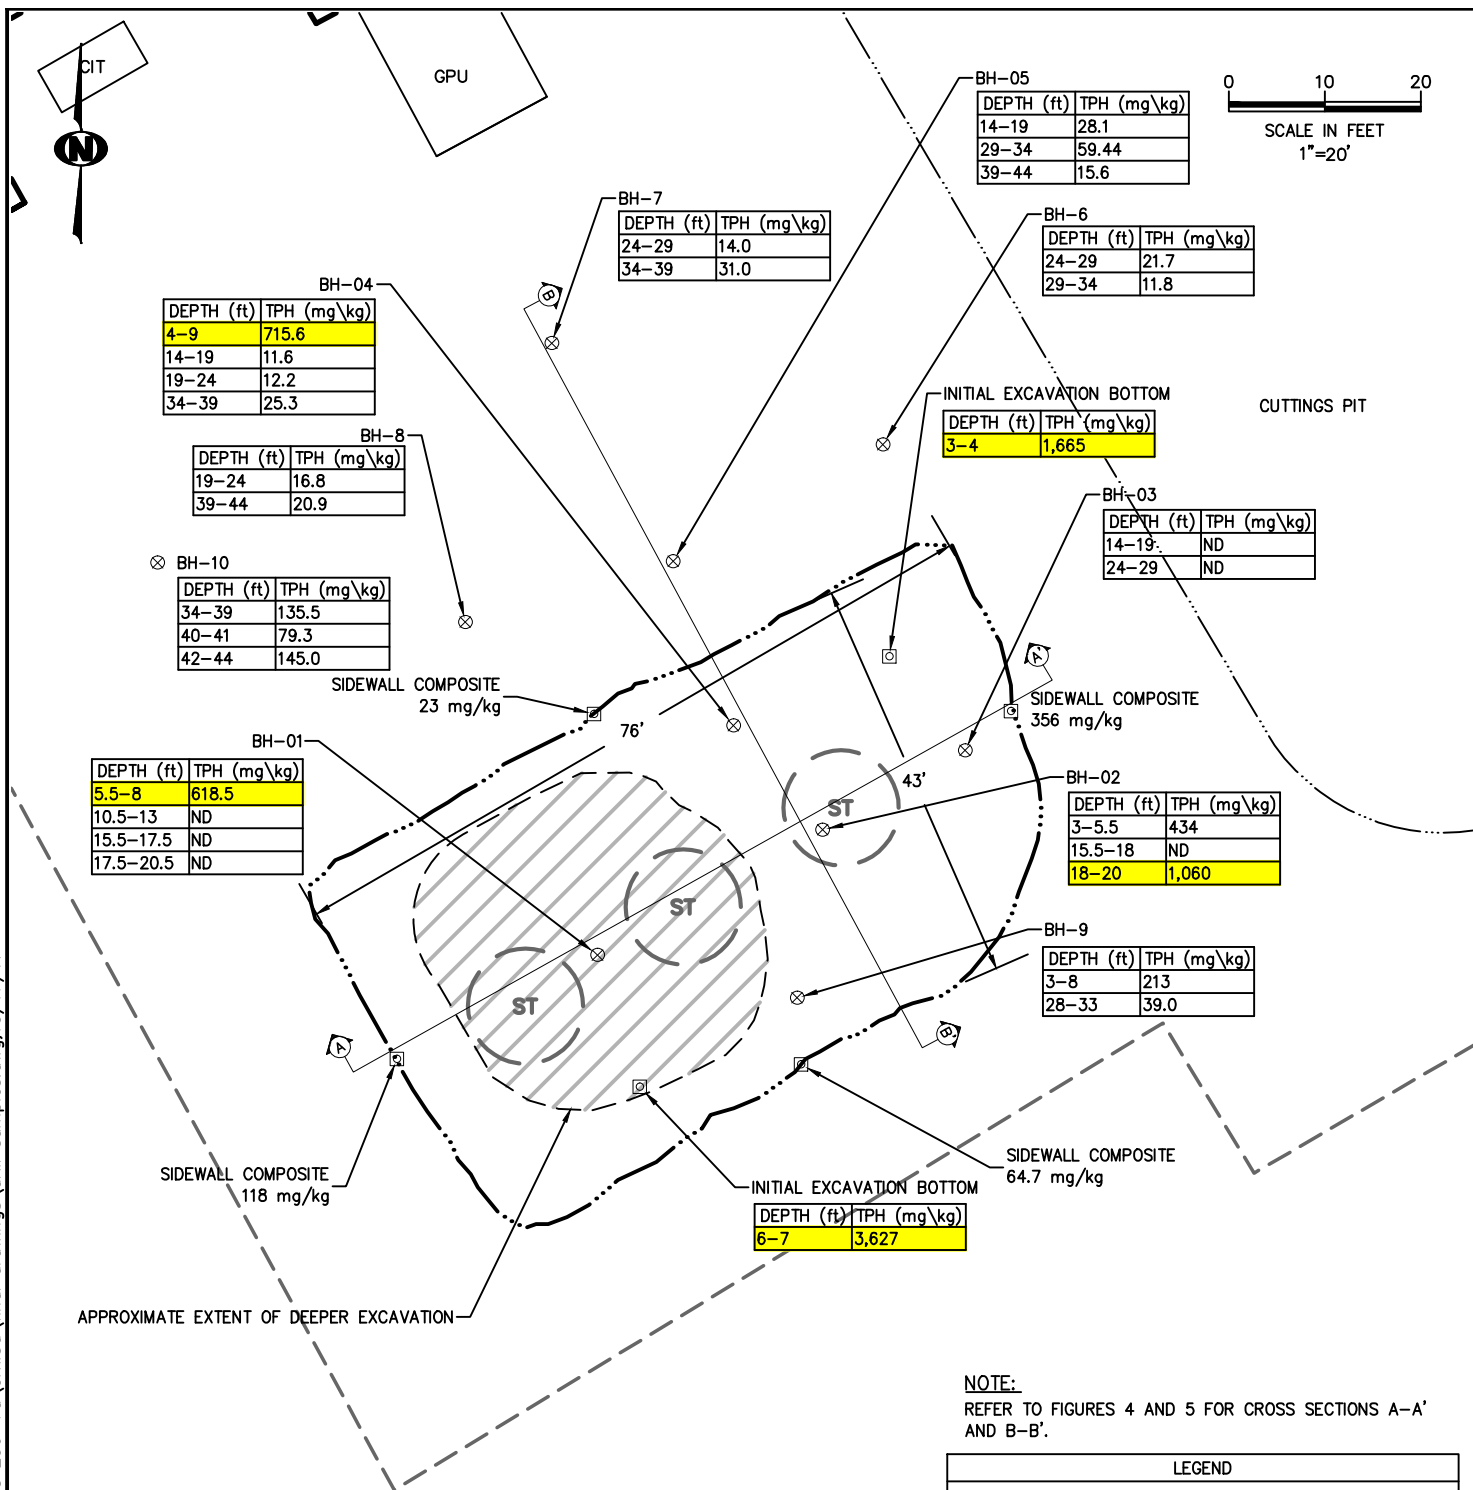 CIT
N
GPU
BH-05
DEPTH (ft) TPH (mg\kg)
14-19 28.1
29-34 59.44
39-44 15.6
0 10 20
SCALE IN FEET
1"=20'
BH-7
DEPTH (ft) TPH (mg\kg)
24-29 14.0
34-39 31.0
BH-6
DEPTH (ft) TPH (mg\kg)
24-29 21.7
29-34 11.8
BH-04
DEPTH (ft) TPH (mg\kg)
4-9 715.6
14-19 11.6
19-24 12.2
34-39 25.3
B
INITIAL EXCAVATION BOTTOM
DEPTH (ft) TPH (mg\kg)
3-4 1,665
CUTTINGS PIT
BH-8
DEPTH (ft) TPH (mg\kg)
19-24 16.8
39-44 20.9
BH-03
DEPTH (ft) TPH (mg\kg)
14-19 ND
24-29 ND
BH-10
DEPTH (ft) TPH (mg\kg)
34-39 135.5
40-41 79.3
42-44 145.0
A'
SIDEWALL COMPOSITE
23 mg/kg
SIDEWALL COMPOSITE
356 mg/kg
76'
43'
BH-01
DEPTH (ft) TPH (mg\kg)
5.5-8 618.5
10.5-13 ND
15.5-17.5 ND
17.5-20.5 ND
BH-02
DEPTH (ft) TPH (mg\kg)
3-5.5 434
15.5-18 ND
18-20 1,060
ST
ST
ST
BH-9
DEPTH (ft) TPH (mg\kg)
3-8 213
28-33 39.0
A
B'
SIDEWALL COMPOSITE
118 mg/kg
SIDEWALL COMPOSITE
64.7 mg/kg
INITIAL EXCAVATION BOTTOM
DEPTH (ft) TPH (mg\kg)
6-7 3,627
APPROXIMATE EXTENT OF DEEPER EXCAVATION
NOTE:
REFER TO FIGURES 4 AND 5 FOR CROSS SECTIONS A-A'
AND B-B'.
LEGEND